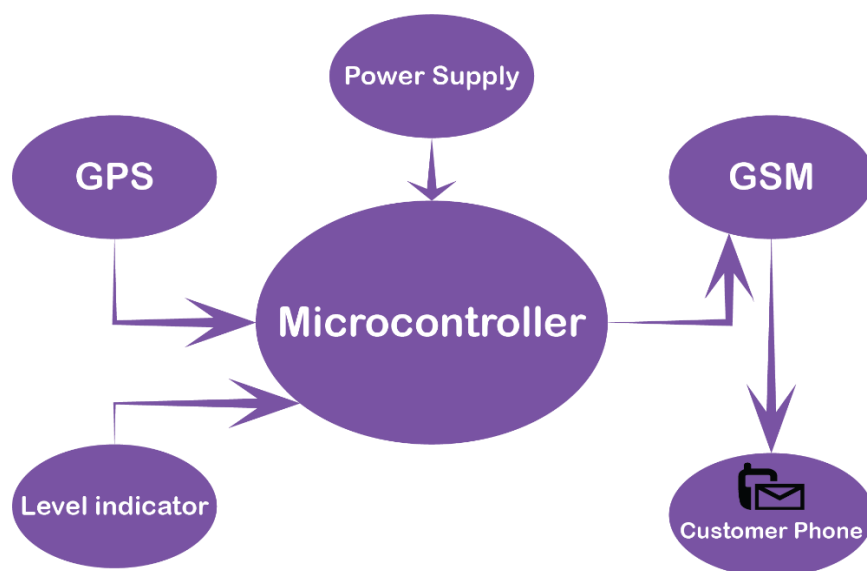 Power Supply
GPS
GSM
Microcontroller
Level indicator
Customer Phone